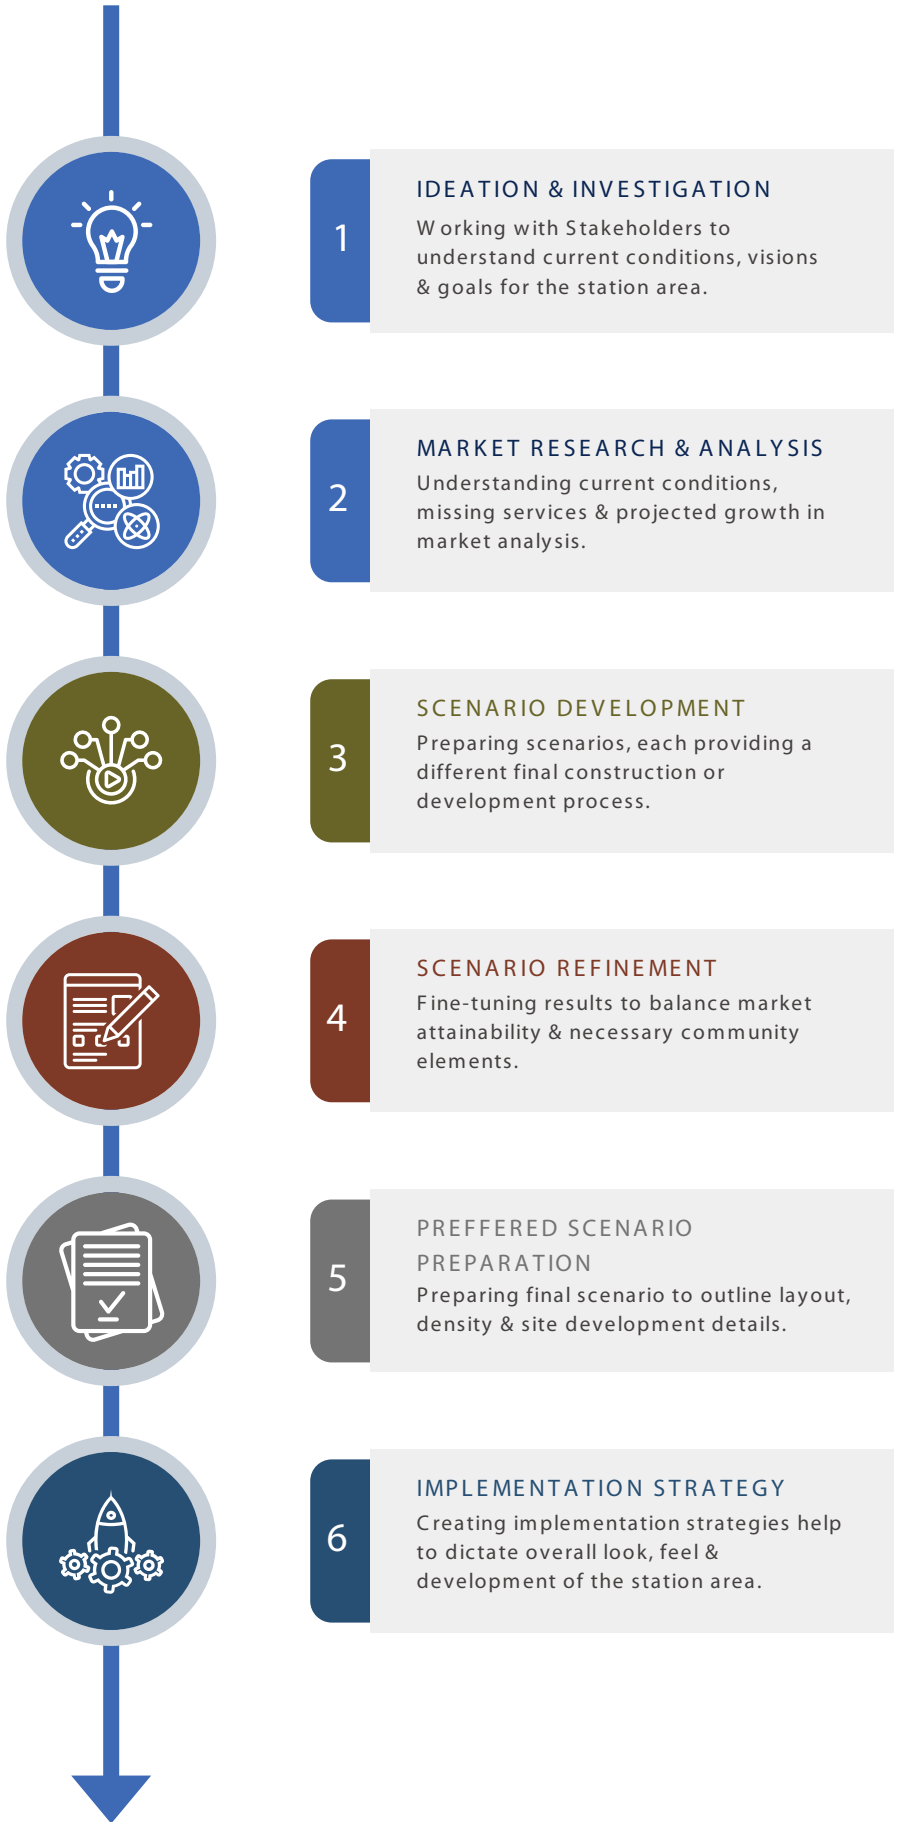 1
IDEATION & INVESTIGATION
Working with Stakeholders to
understand current conditions, visions
& goals for the station area.
2
MARKET RESEARCH & ANALYSIS
Understanding current conditions,
missing services & projected growth in
market analysis.
3
SCENARIO DEVELOPMENT
Preparing scenarios, each providing a
different final construction or
development process.
4
SCENARIO REFINEMENT
Fine-tuning results to balance market
attainability & necessary community
elements.
5
PREFFERED SCENARIO
PREPARATION
Preparing final scenario to outline layout,
density & site development details.
6
IMPLEMENTATION STRATEGY
Creating implementation strategies help
to dictate overall look, feel &
development of the station area.